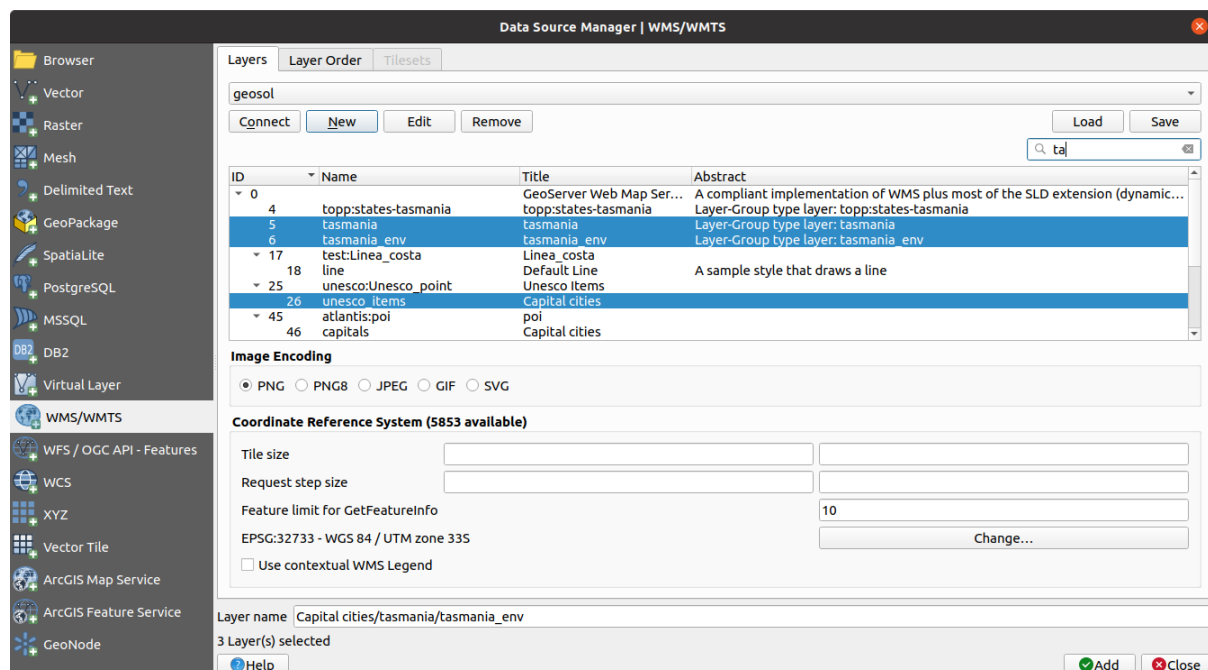 Data Source Manager | WMS/WMTS
Browser
Vector
Raster
Mesh
Delimited Text
GeoPackage
SpatiaLite
PostgreSQL
MSSQL
DB2 DB2
Virtual Layer
WMS/WMTS
WFS / OGC API - Features
WCS
XYZ
Vector Tile
ArcGIS Map Service
ArcGIS Feature Service
GeoNode
Layers Layer Order Tilesets
geosol
Connect New Edit Remove Load Save
ta
ID Name Title Abstract
0 GeoServer Web Map Ser... A compliant implementation of WMS plus most of the SLD extension (dynamic...
4 topp:states-tasmania topp:states-tasmania Layer-Group type layer: topp:states-tasmania
5 tasmania tasmania Layer-Group type layer: tasmania
6 tasmania_env tasmania_env Layer-Group type layer: tasmania_env
17 test:Linea_costa Linea_costa
18 line Default Line A sample style that draws a line
25 unesco:Unesco_point Unesco Items
26 unesco_items Capital cities
45 atlantis:poi poi
46 capitals Capital cities
Image Encoding
PNG PNG8 JPEG GIF SVG
Coordinate Reference System (5853 available)
Tile size
Request step size
Feature limit for GetFeatureInfo 10
EPSG:32733 - WGS 84 / UTM zone 33S Change...
Use contextual WMS Legend
Layer name Capital cities/tasmania/tasmania_env
3 Layer(s) selected
Help Add Close